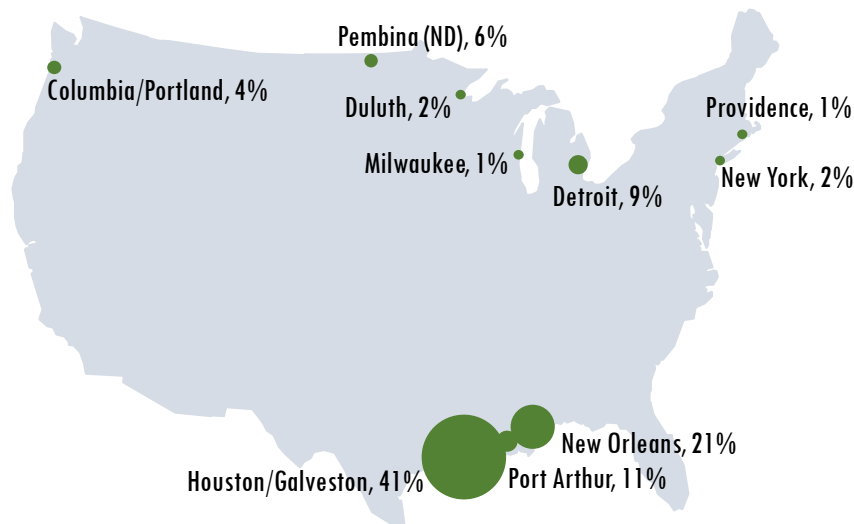 Pembina (ND), 6%
Columbia/Portland, 4%
Duluth, 2%
Providence, 1%
Milwaukee, 1%
New York, 2%
Detroit, 9%
New Orleans, 21%
Houston/Galveston, 41%
Port Arthur, 11%